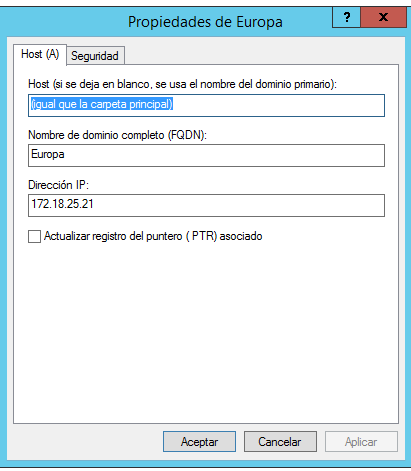 Propiedades de Europa
?
x
Host (A)
Seguridad
Host (si se deja en blanco, se usa el nombre del dominio primario):
(igual que la carpeta principal)
Nombre de dominio completo (FQDN):
Europa
Dirección IP:
172.18.25.21
Actualizar registro del puntero ( PTR) asociado
Aceptar
Cancelar
Aplicar